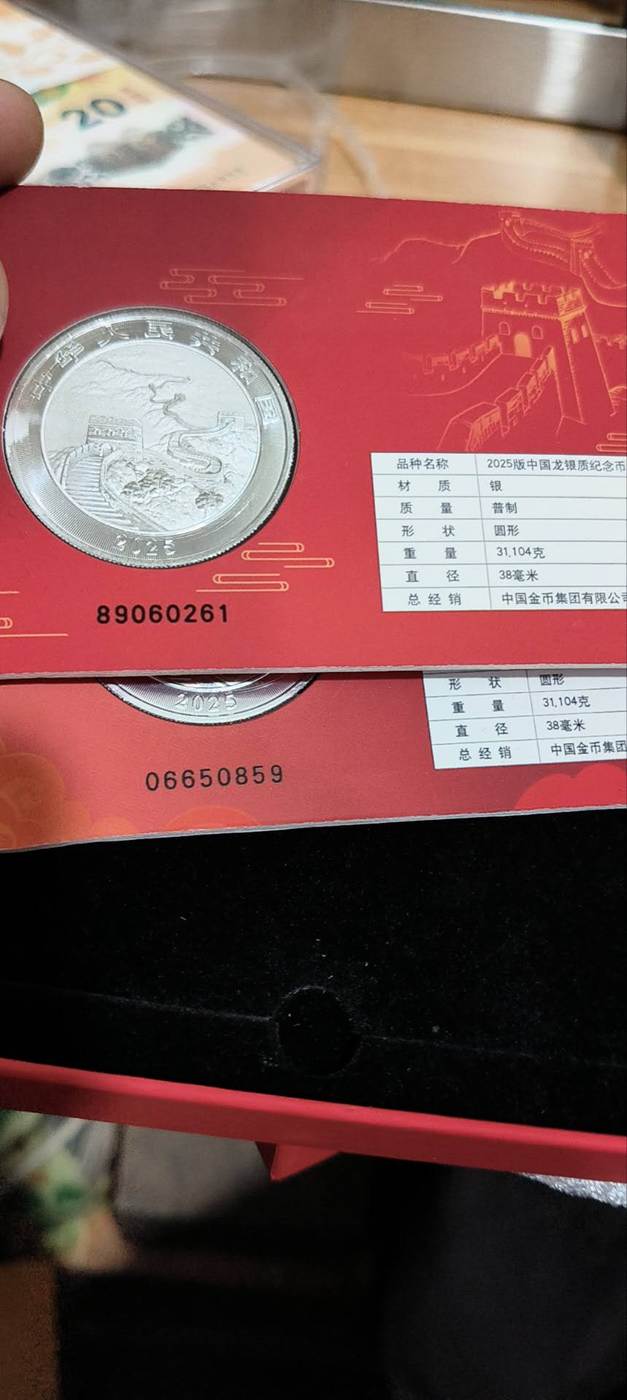 20
中华人民共和国
2025
89060261
品种名称 2025版中国龙银质纪念币
材 质 银
质 量 普制
形 状 圆形
重 量 31.104克
直 径 38毫米
总 经 销 中国金币集团有限公司
2025
06650859
形 状 圆形
重 量 31.104克
直 径 38毫米
总 经 销 中国金币集团